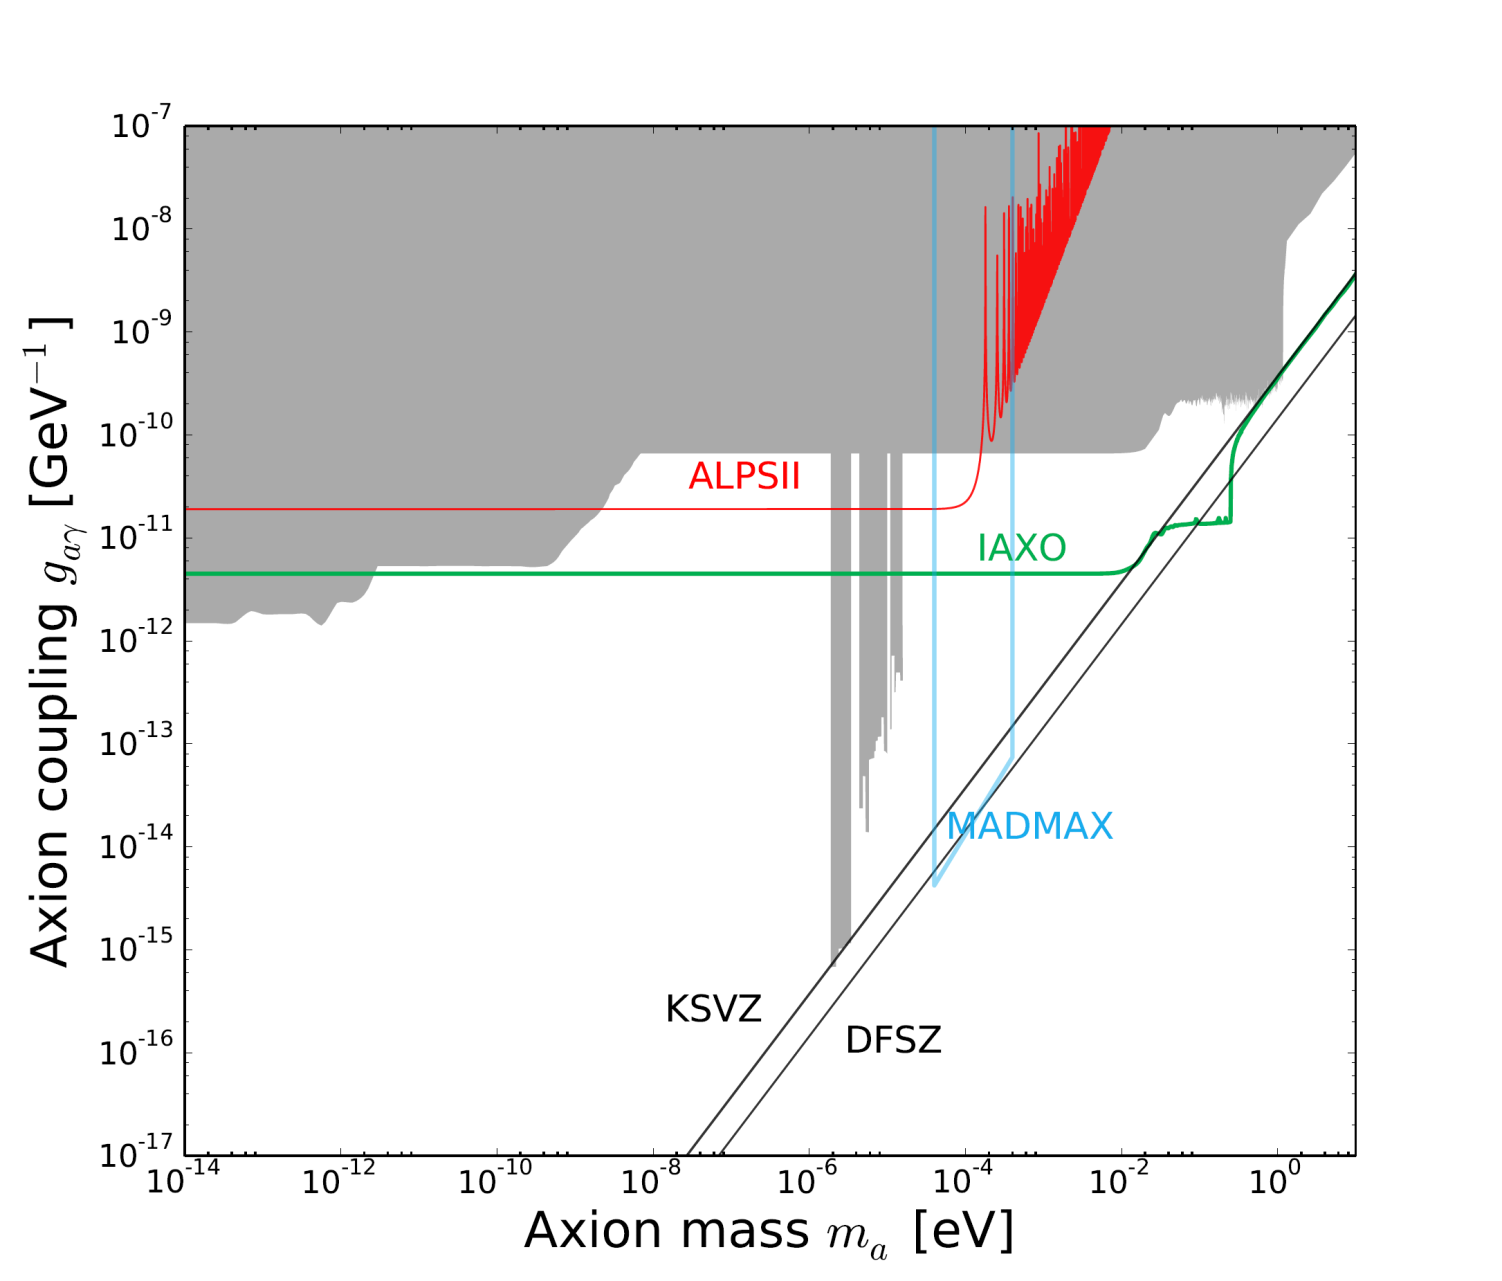 10^-7
10^-8
10^-9
10^-10
10^-11
10^-12
10^-13
10^-14
10^-15
10^-16
10^-17
Axion coupling g_{aγ} [GeV^{-1}]
ALPSII
IAXO
MADMAX
KSVZ
DFSZ
10^-14 10^-12 10^-10 10^-8 10^-6 10^-4 10^-2 10^0
Axion mass m_a [eV]